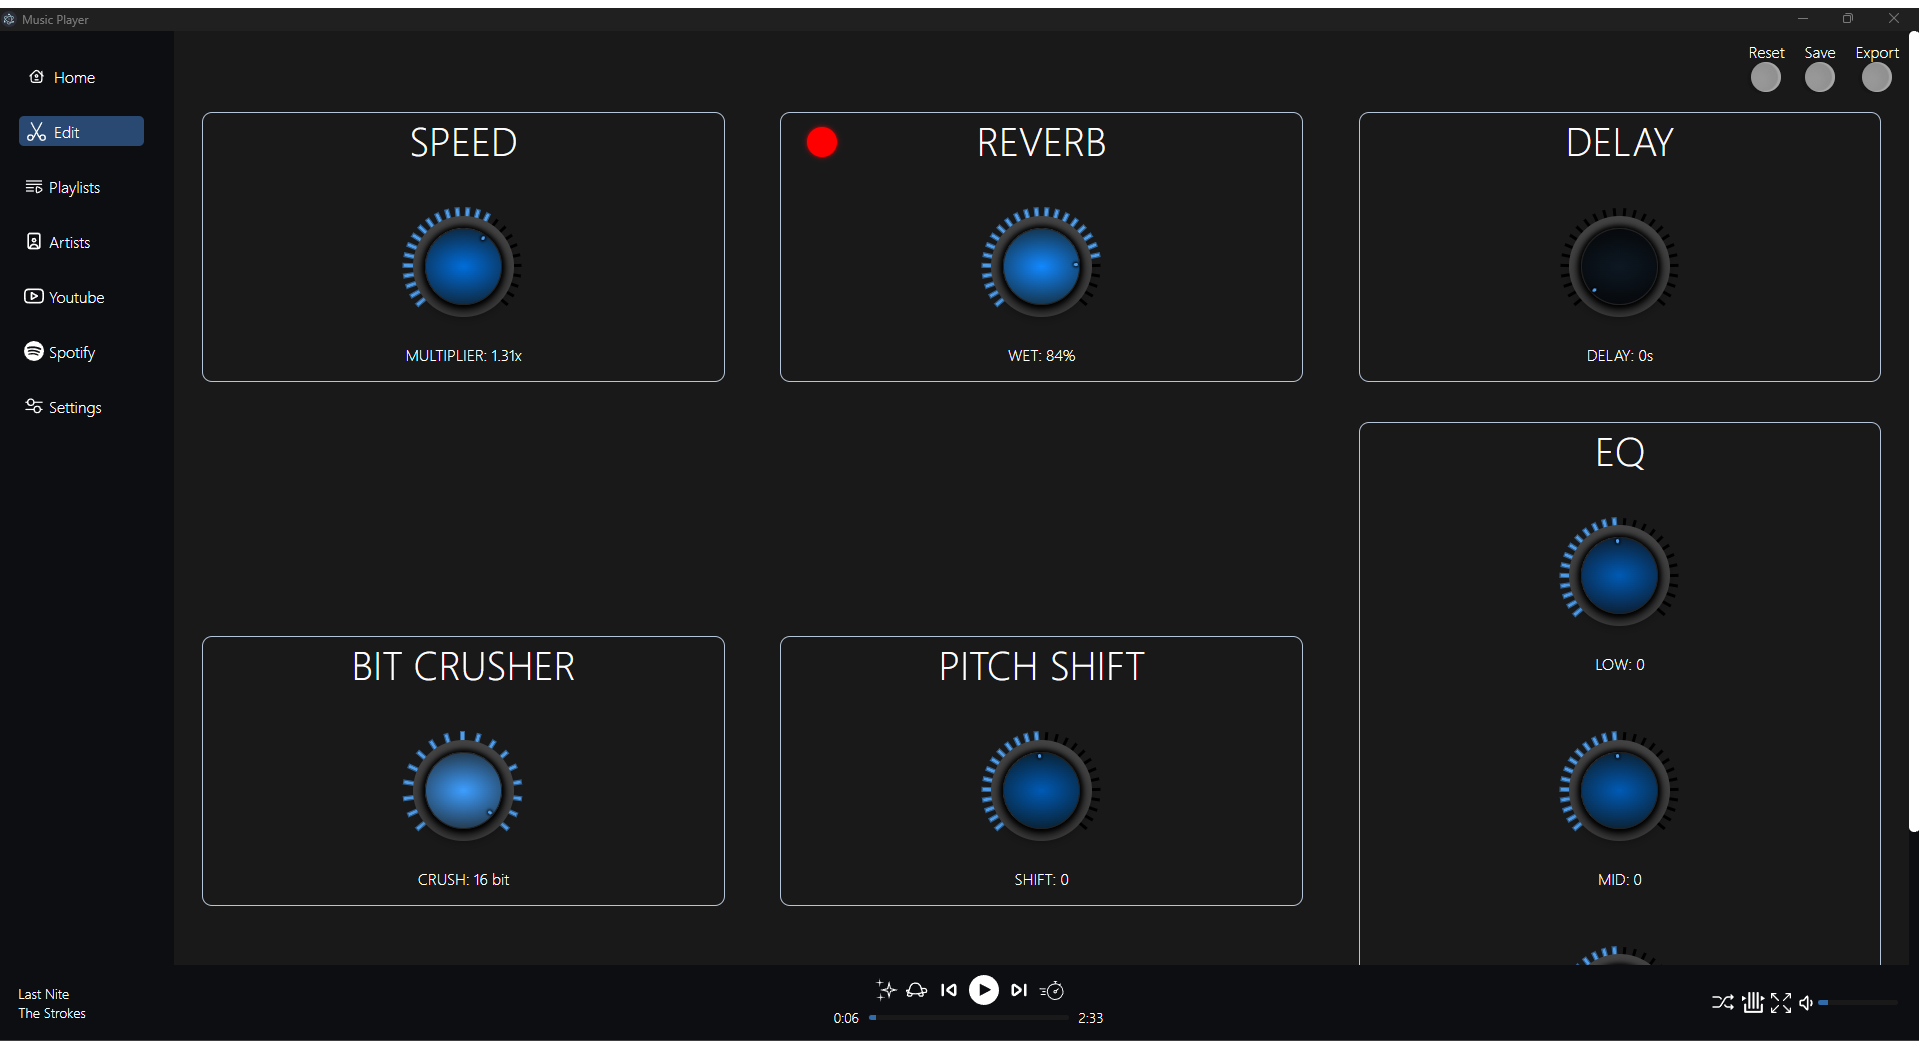 Music Player
Home
Edit
Playlists
Artists
Youtube
Spotify
Settings
Reset Save Export
SPEED
MULTIPLIER: 1.31x
REVERB
WET: 84%
DELAY
DELAY: 0s
BIT CRUSHER
CRUSH: 16 bit
PITCH SHIFT
SHIFT: 0
EQ
LOW: 0
MID: 0
Last Nite
The Strokes
0:06
2:33